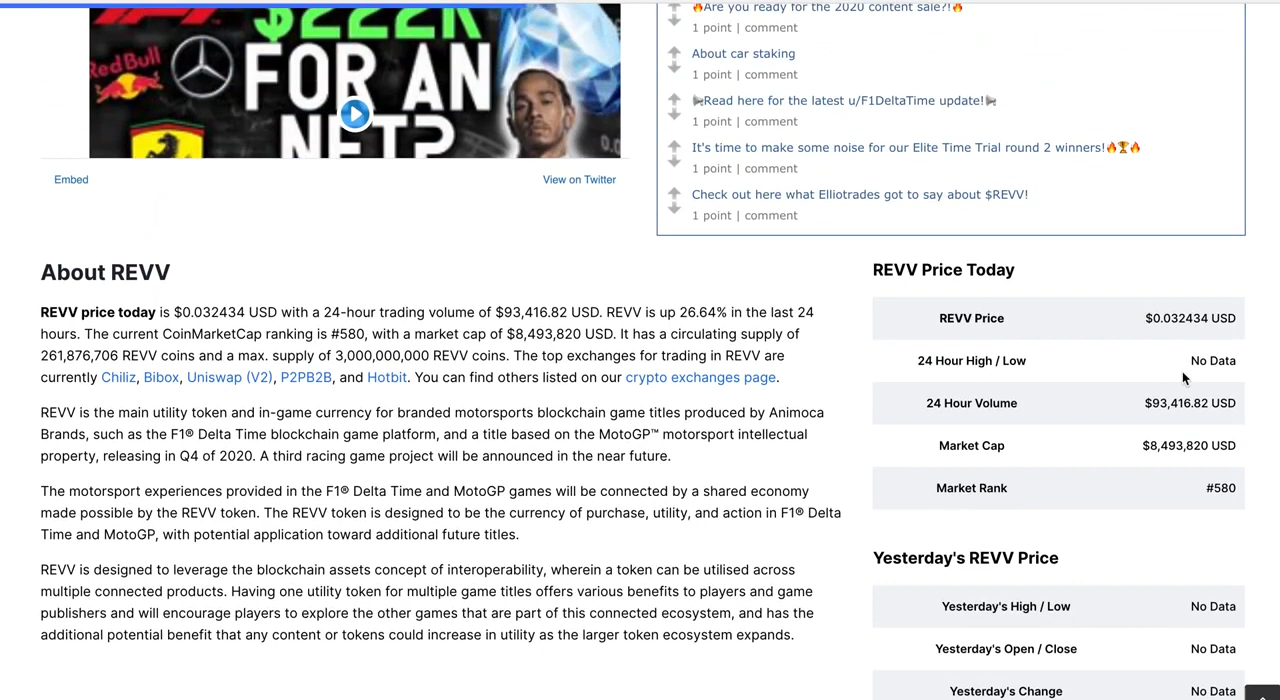 $222K
FOR AN
NFT?
Red Bull
Embed
View on Twitter
🔥Are you ready for the 2020 content sale?!🔥
1 point | comment
About car staking
1 point | comment
Read here for the latest u/F1DeltaTime update!
1 point | comment
It's time to make some noise for our Elite Time Trial round 2 winners!🔥🏆🔥
1 point | comment
Check out here what Elliotrades got to say about $REVV!
1 point | comment
About REVV
REVV price today is $0.032434 USD with a 24-hour trading volume of $93,416.82 USD. REVV is up 26.64% in the last 24
hours. The current CoinMarketCap ranking is #580, with a market cap of $8,493,820 USD. It has a circulating supply of
261,876,706 REVV coins and a max. supply of 3,000,000,000 REVV coins. The top exchanges for trading in REVV are
currently Chiliz, Bibox, Uniswap (V2), P2PB2B, and Hotbit. You can find others listed on our crypto exchanges page.
REVV is the main utility token and in-game currency for branded motorsports blockchain game titles produced by Animoca
Brands, such as the F1® Delta Time blockchain game platform, and a title based on the MotoGP™ motorsport intellectual
property, releasing in Q4 of 2020. A third racing game project will be announced in the near future.
The motorsport experiences provided in the F1® Delta Time and MotoGP games will be connected by a shared economy
made possible by the REVV token. The REVV token is designed to be the currency of purchase, utility, and action in F1® Delta
Time and MotoGP, with potential application toward additional future titles.
REVV is designed to leverage the blockchain assets concept of interoperability, wherein a token can be utilised across
multiple connected products. Having one utility token for multiple game titles offers various benefits to players and game
publishers and will encourage players to explore the other games that are part of this connected ecosystem, and has the
additional potential benefit that any content or tokens could increase in utility as the larger token ecosystem expands.
REVV Price Today
REVV Price $0.032434 USD
24 Hour High / Low No Data
24 Hour Volume $93,416.82 USD
Market Cap $8,493,820 USD
Market Rank #580
Yesterday's REVV Price
Yesterday's High / Low No Data
Yesterday's Open / Close No Data
Yesterday's Change No Data